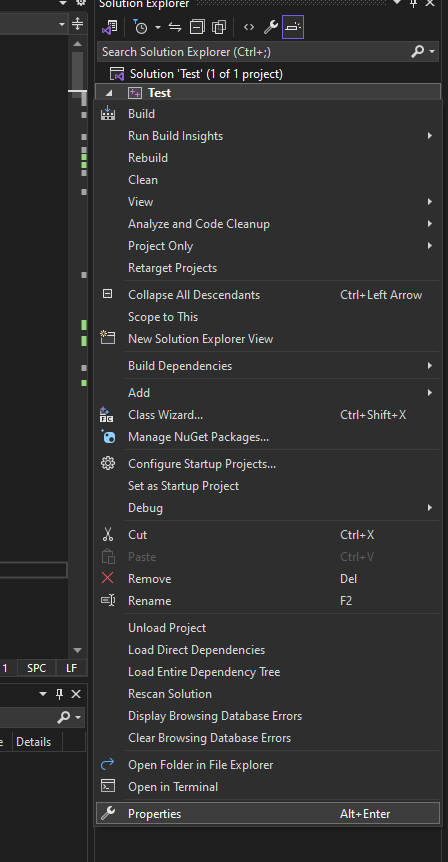 Solution Explorer
Search Solution Explorer (Ctrl+;)
Solution 'Test' (1 of 1 project)
Test
Build
Run Build Insights
Rebuild
Clean
View
Analyze and Code Cleanup
Project Only
Retarget Projects
Collapse All Descendants Ctrl+Left Arrow
Scope to This
New Solution Explorer View
Build Dependencies
Add
Class Wizard... Ctrl+Shift+X
Manage NuGet Packages...
Configure Startup Projects...
Set as Startup Project
Debug
Cut Ctrl+X
Paste Ctrl+V
Remove Del
Rename F2
Unload Project
Load Direct Dependencies
Load Entire Dependency Tree
Rescan Solution
Display Browsing Database Errors
Clear Browsing Database Errors
Open Folder in File Explorer
Open in Terminal
Properties Alt+Enter
1 SPC LF
Details